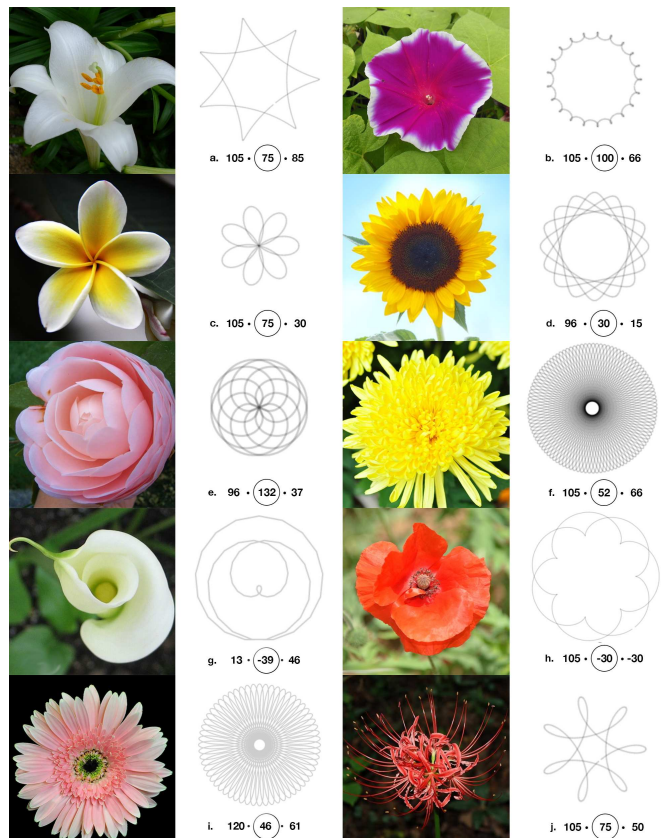 a. 105 • 75 • 85
b. 105 • 100 • 66
c. 105 • 75 • 30
d. 96 • 30 • 15
e. 96 • 132 • 37
f. 105 • 52 • 66
g. 13 • -39 • 46
h. 105 • -30 • -30
i. 120 • 46 • 61
j. 105 • 75 • 50